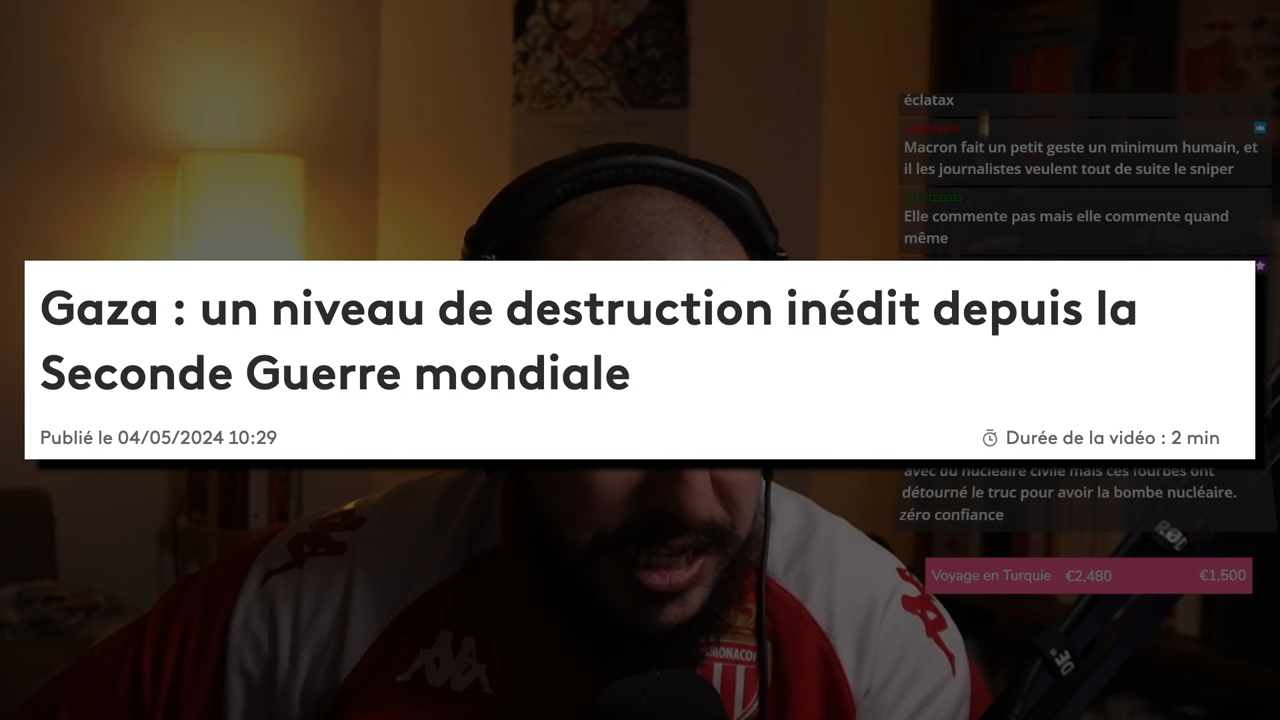 éclatax
Macron fait un petit geste un minimum humain, et
il les journalistes veulent tout de suite le sniper
Elle commente pas mais elle commente quand
même
Gaza : un niveau de destruction inédit depuis la
Seconde Guerre mondiale
Publié le 04/05/2024 10:29
Durée de la vidéo : 2 min
avec du nucléaire civile mais ces fourbes ont
détourné le truc pour avoir la bombe nucléaire.
zéro confiance
RØDE
Voyage en Turquie €2,480 €1,500
MONACO